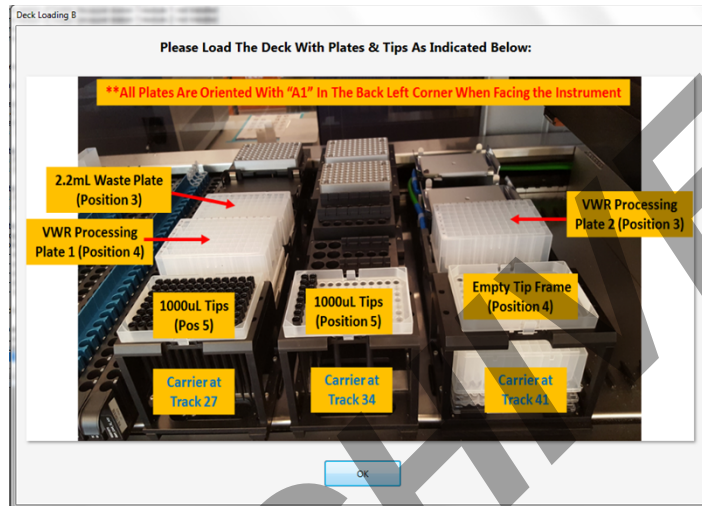 Deck Loading B
Please Load The Deck With Plates & Tips As Indicated Below:
**All Plates Are Oriented With “A1” In The Back Left Corner When Facing the Instrument
2.2mL Waste Plate
(Position 3)
VWR Processing
Plate 1 (Position 4)
VWR Processing
Plate 2 (Position 3)
1000uL Tips
(Pos 5)
1000uL Tips
(Position 5)
Empty Tip Frame
(Position 4)
Carrier at
Track 27
Carrier at
Track 34
Carrier at
Track 41
OK